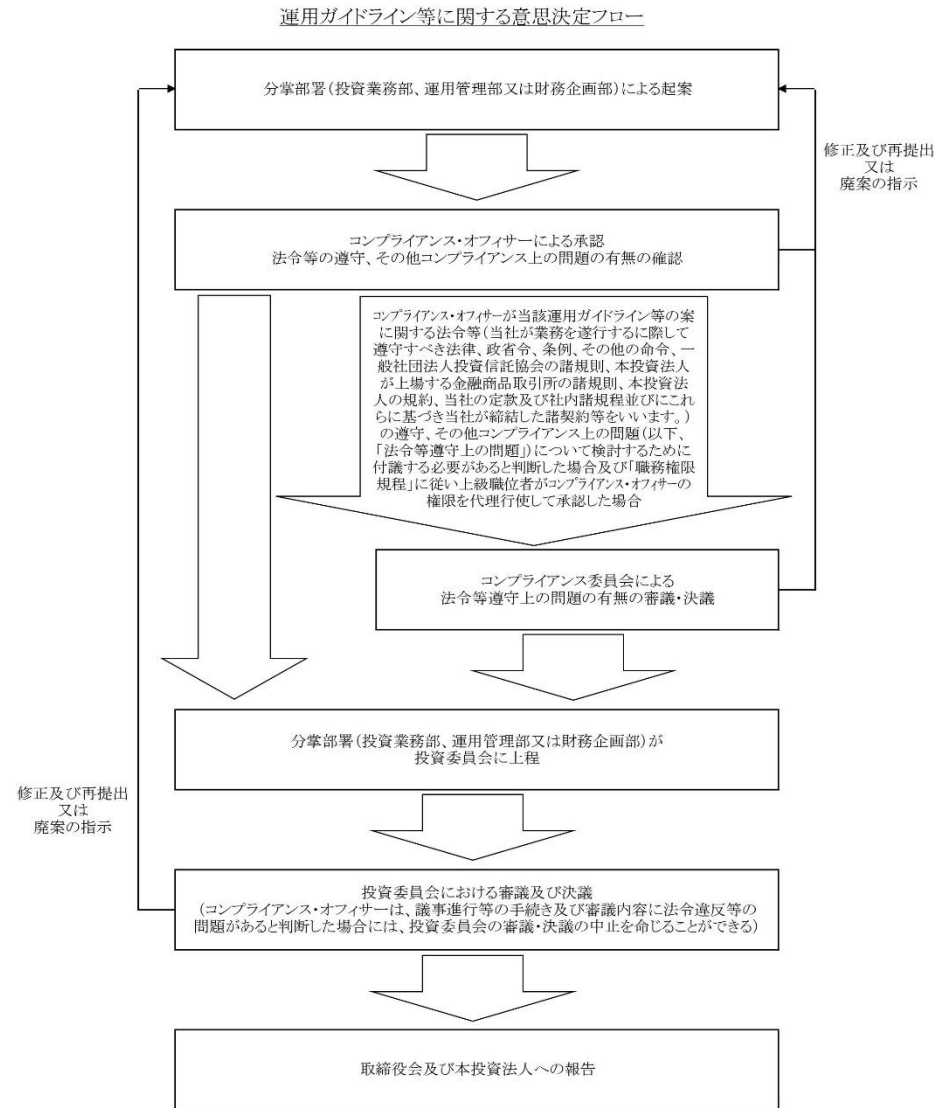 運用ガイドライン等に関する意思決定フロー
分掌部署(投資業務部、運用管理部又は財務企画部)による起案
修正及び再提出
又は
廃案の指示
コンプライアンス・オフィサーによる承認
法令等の遵守、その他コンプライアンス上の問題の有無の確認
コンプライアンス・オフィサーが当該運用ガイドライン等の案
に関する法令等(当社が業務を遂行するに際して
遵守すべき法律、政省令、条例、その他の命令、一
般社団法人投資信託協会の諸規則、本投資法人
が上場する金融商品取引所の諸規則、本投資法
人の規約、当社の定款及び社内諸規程並びにこれ
らに基づき当社が締結した諸契約等をいいます。)
の遵守、その他コンプライアンス上の問題(以下、
「法令等遵守上の問題」)について検討するために
付議する必要があると判断した場合及び「職務権限
規程」に従い上級職位者がコンプライアンス・オフィサーの
権限を代理行使して承認した場合
コンプライアンス委員会による
法令等遵守上の問題の有無の審議・決議
分掌部署(投資業務部、運用管理部又は財務企画部)が
投資委員会に上程
修正及び再提出
又は
廃案の指示
投資委員会における審議及び決議
(コンプライアンス・オフィサーは、議事進行等の手続き及び審議内容に法令違反等の
問題があると判断した場合には、投資委員会の審議・決議の中止を命じることができる)
取締役会及び本投資法人への報告